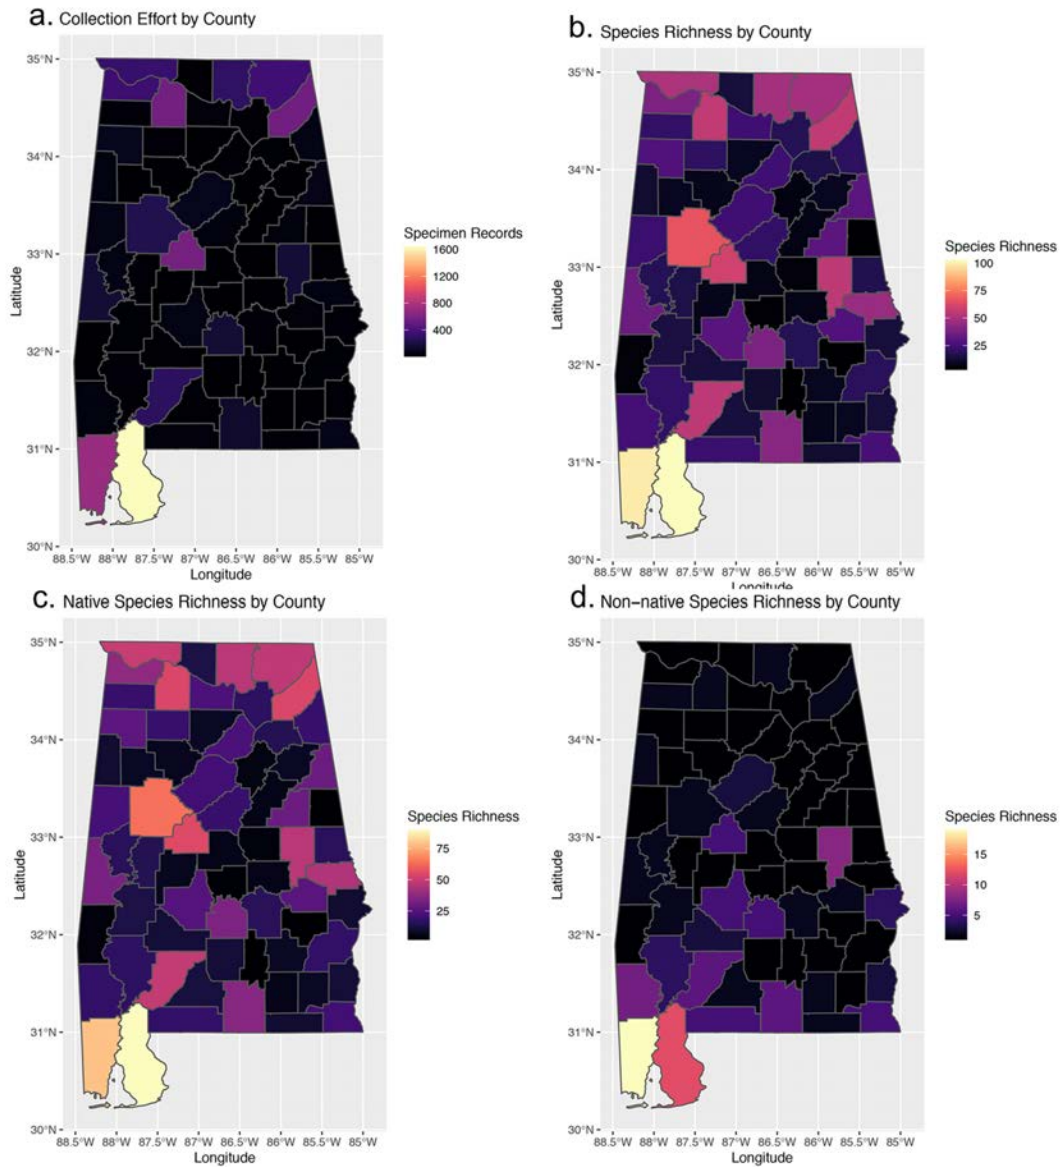 a. Collection Effort by County
35°N
34°N
33°N
32°N
31°N
30°N
Latitude
88.5°W 88°W 87.5°W 87°W 86.5°W 86°W 85.5°W 85°W
Longitude
Specimen Records
1600
1200
800
400
b. Species Richness by County
35°N
34°N
33°N
32°N
31°N
30°N
Latitude
88.5°W 88°W 87.5°W 87°W 86.5°W 86°W 85.5°W 85°W
Longitude
Species Richness
100
75
50
25
c. Native Species Richness by County
35°N
34°N
33°N
32°N
31°N
30°N
Latitude
88.5°W 88°W 87.5°W 87°W 86.5°W 86°W 85.5°W 85°W
Longitude
Species Richness
75
50
25
d. Non-native Species Richness by County
35°N
34°N
33°N
32°N
31°N
30°N
Latitude
88.5°W 88°W 87.5°W 87°W 86.5°W 86°W 85.5°W 85°W
Longitude
Species Richness
15
10
5